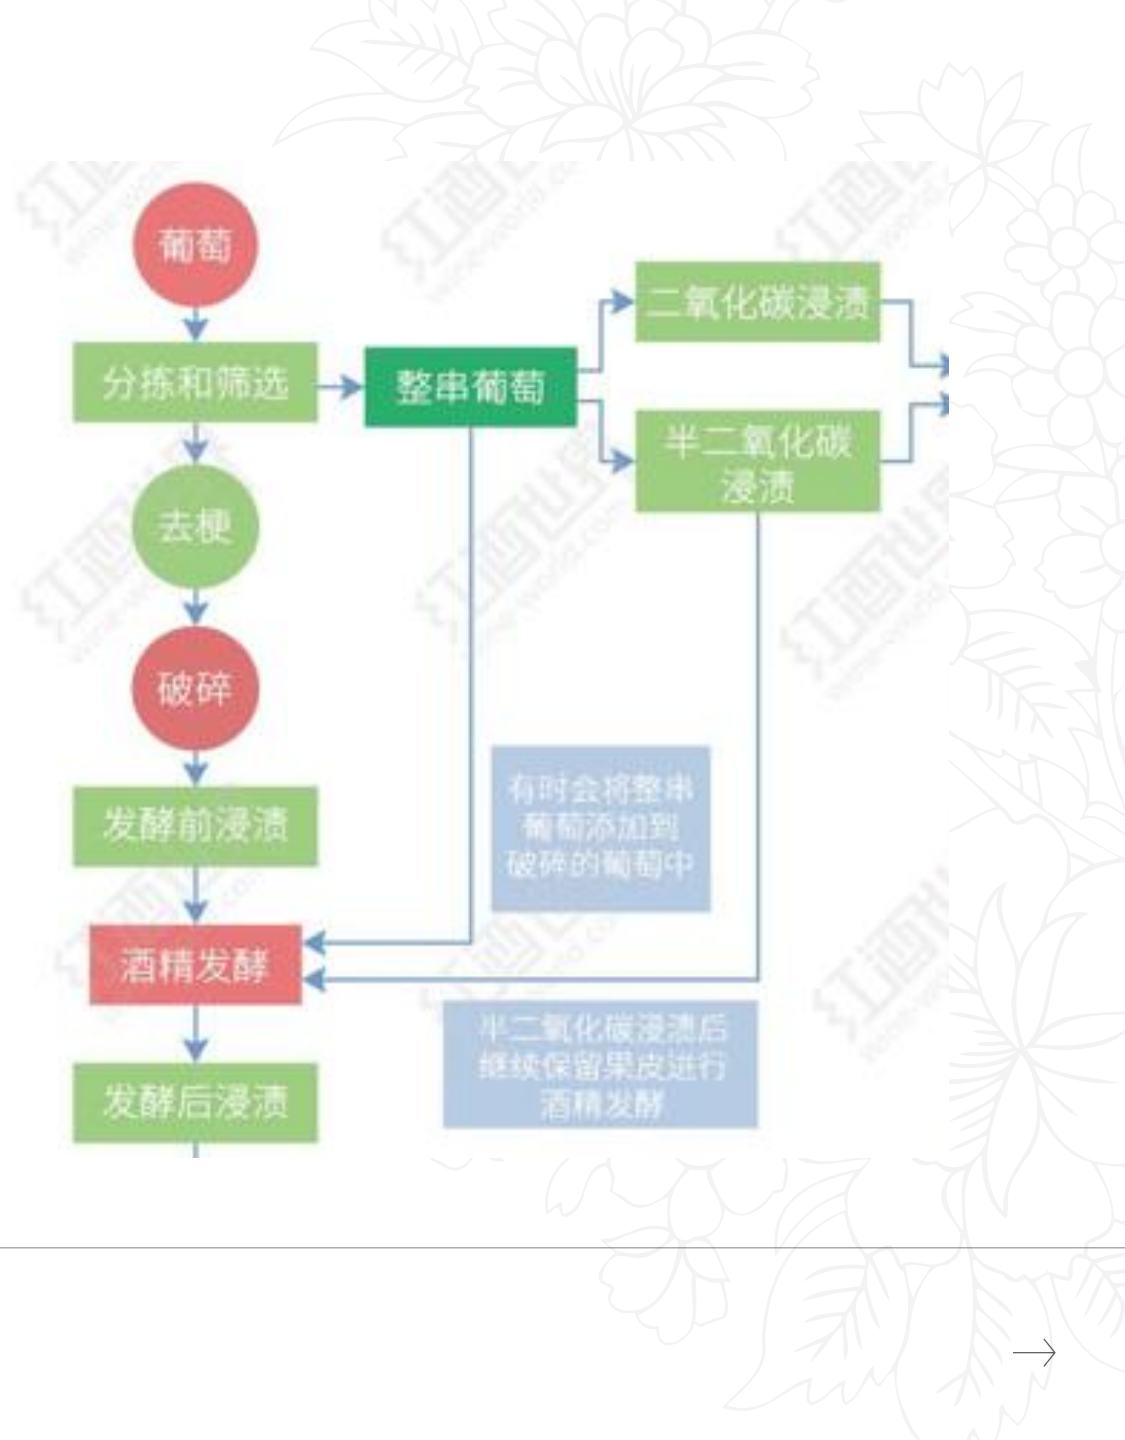 葡萄
分拣和筛选
整串葡萄
二氧化碳浸渍
半二氧化碳
浸渍
去梗
破碎
发酵前浸渍
有时会将整串
葡萄添加到
破碎的葡萄中
酒精发酵
半二氧化碳浸渍后
继续保留果皮进行
酒精发酵
发酵后浸渍
红酒世界